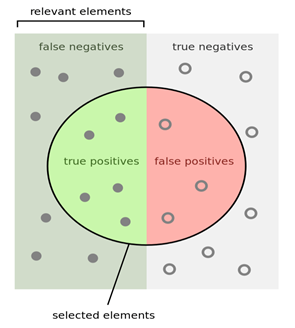 relevant elements
false negatives
true negatives
true positives
false positives
selected elements